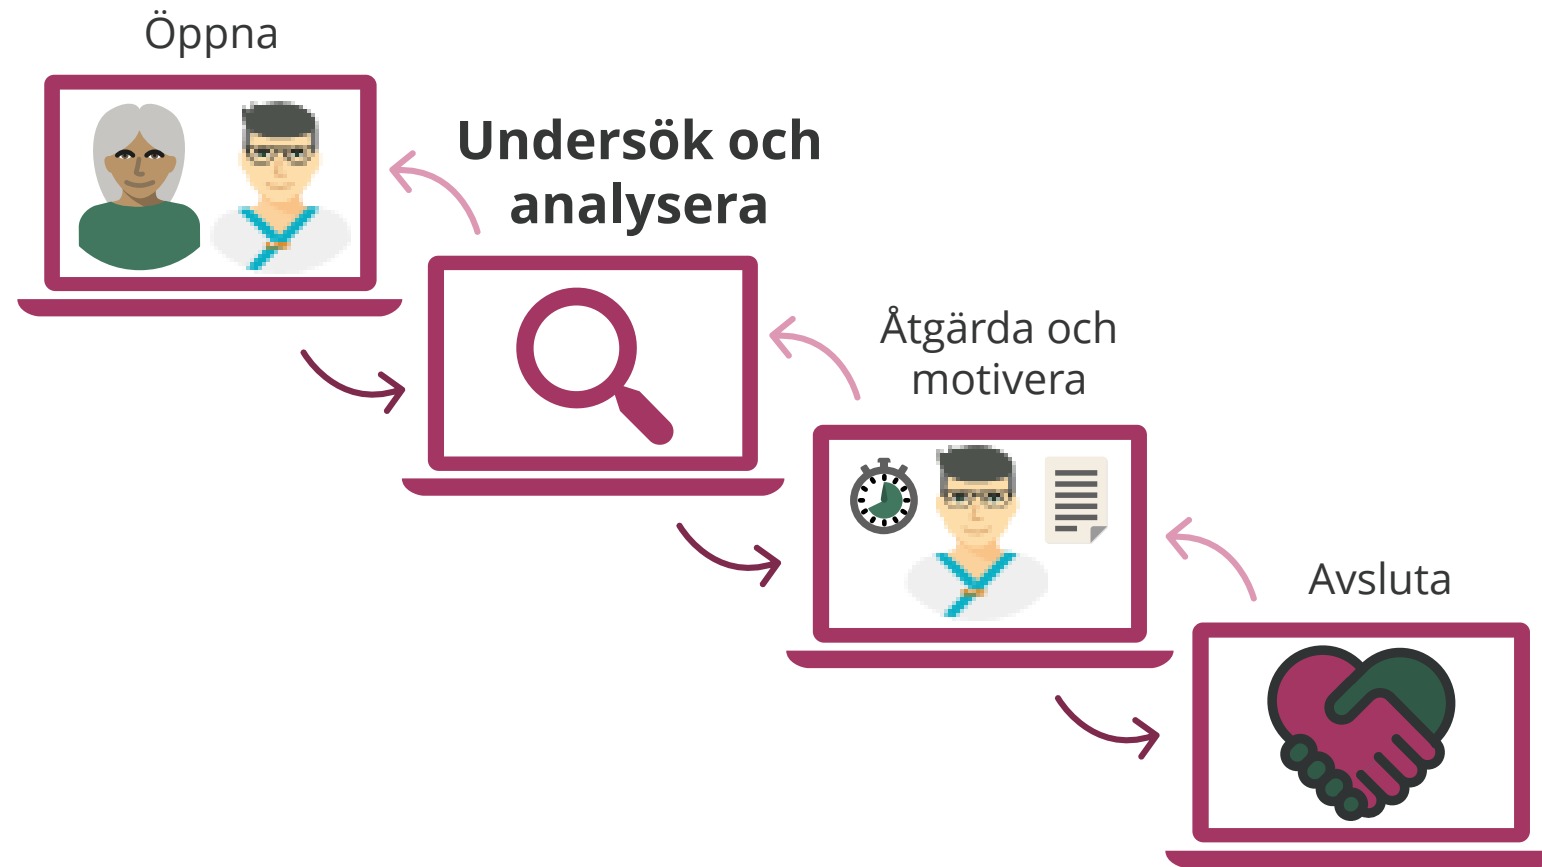 Öppna
Undersök och
analysera
Åtgärda och
motivera
Avsluta